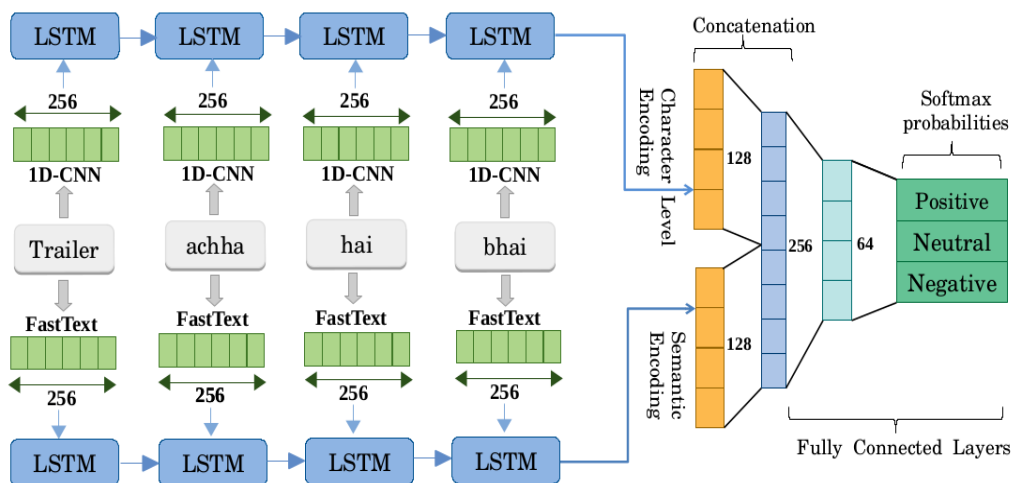 LSTM LSTM LSTM LSTM
Concatenation
256 256 256 256
Softmax
probabilities
1D-CNN 1D-CNN 1D-CNN 1D-CNN
Character Level
Encoding
128
Trailer achha hai bhai
256
64
Positive
Neutral
Negative
FastText FastText FastText FastText
Semantic
Encoding
128
256 256 256 256
LSTM LSTM LSTM LSTM
Fully Connected Layers